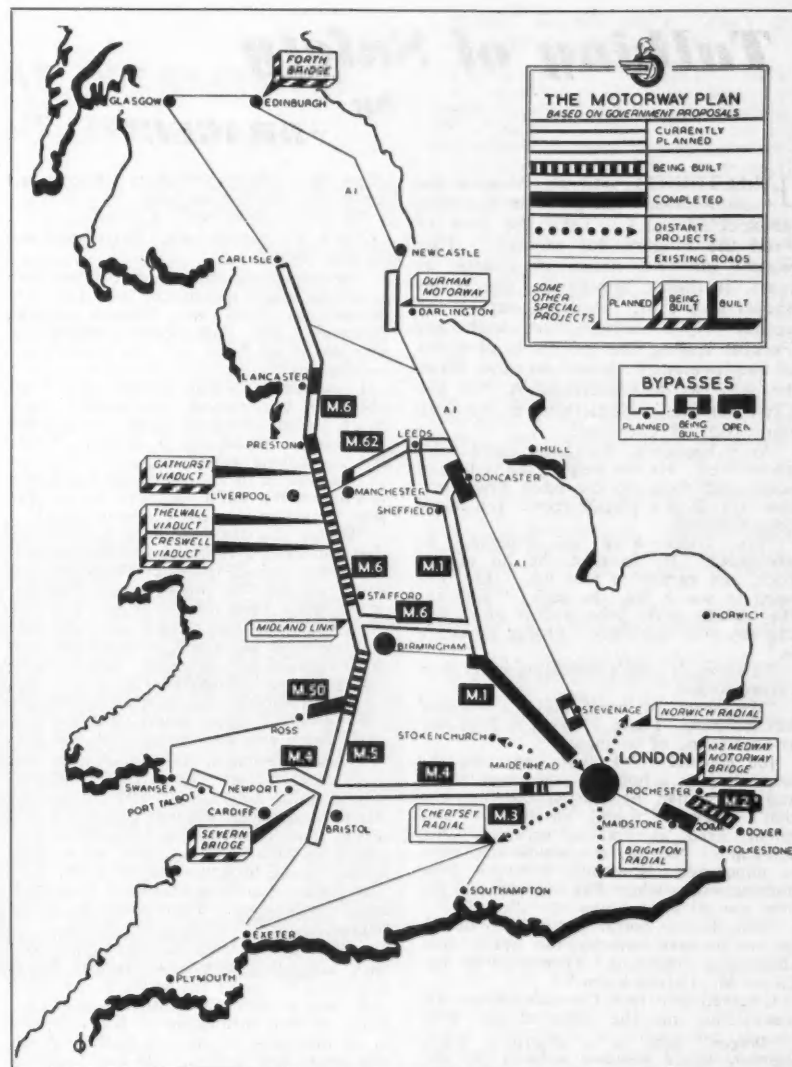 FORTH
BRIDGE
GLASGOW
EDINBURGH
THE MOTORWAY PLAN
BASED ON GOVERNMENT PROPOSALS
CURRENTLY
PLANNED
BEING BUILT
COMPLETED
DISTANT
PROJECTS
EXISTING ROADS
SOME
OTHER
SPECIAL
PROJECTS
PLANNED
BEING
BUILT
BUILT
BYPASSES
PLANNED
BEING
BUILT
OPEN
A1
CARLISLE
NEWCASTLE
DURHAM
MOTORWAY
DARLINGTON
LANCASTER
M.6
A1
PRESTON
M.62
LEEDS
HULL
GATHURST
VIADUCT
LIVERPOOL
MANCHESTER
DONCASTER
SHEFFIELD
THELWALL
VIADUCT
CRESWELL
VIADUCT
M.6
M.1
A1
STAFFORD
M.6
NORWICH
MIDLAND LINK
BIRMINGHAM
M.50
M.1
ROSS
STEVENAGE
NORWICH RADIAL
STOKENCHURCH
M.4
M.5
LONDON
M2 MEDWAY
MOTORWAY
BRIDGE
MAIDENHEAD
M.4
SWANSEA
PORT TALBOT
NEWPORT
ROCHESTER
M.2
CARDIFF
BRISTOL
CHERTSEY
RADIAL
M.3
MAIDSTONE
DOVER
SEVERN
BRIDGE
BRIGHTON
RADIAL
FOLKESTONE
SOUTHAMPTON
EXETER
PLYMOUTH